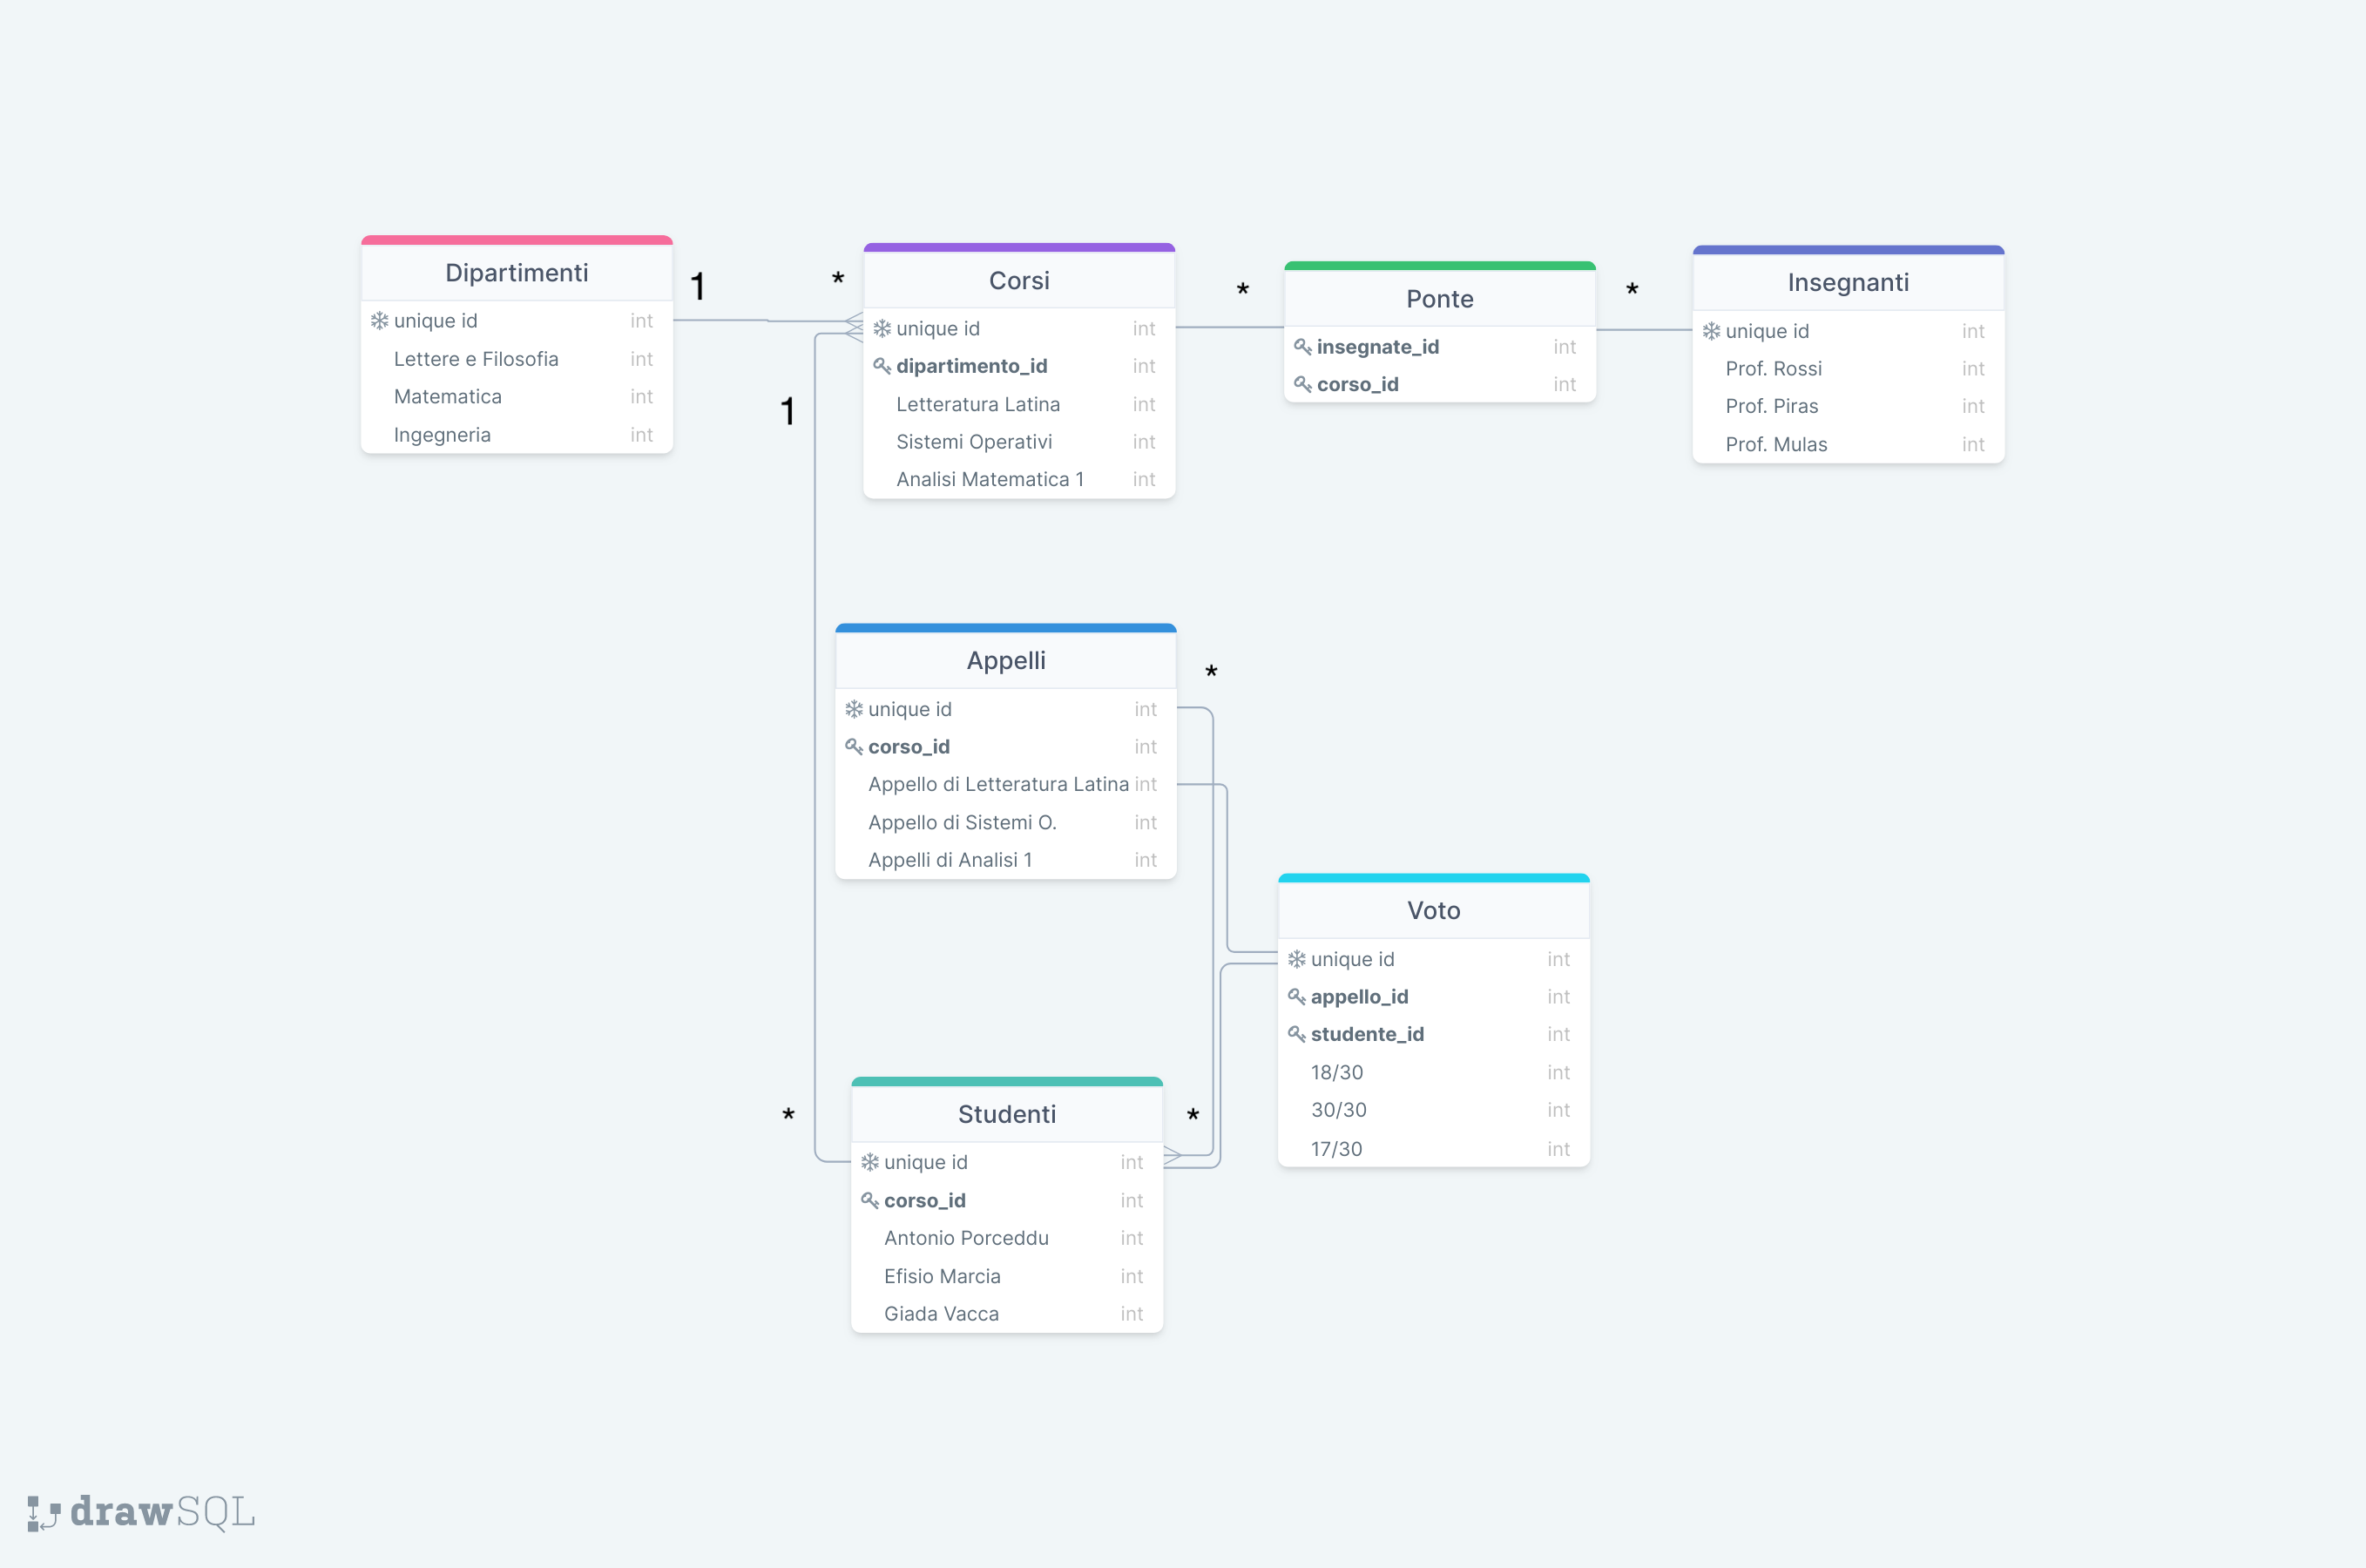 Dipartimenti
unique id int
Lettere e Filosofia int
Matematica int
Ingegneria int
1
*
Corsi
unique id int
dipartimento_id int
Letteratura Latina int
Sistemi Operativi int
Analisi Matematica 1 int
*
Ponte
insegnate_id int
corso_id int
*
Insegnanti
unique id int
Prof. Rossi int
Prof. Piras int
Prof. Mulas int
1
Appelli
unique id int
corso_id int
Appello di Letteratura Latina int
Appello di Sistemi O. int
Appelli di Analisi 1 int
*
Voto
unique id int
appello_id int
studente_id int
18/30 int
30/30 int
17/30 int
*
Studenti
unique id int
corso_id int
Antonio Porceddu int
Efisio Marcia int
Giada Vacca int
*
drawSQL